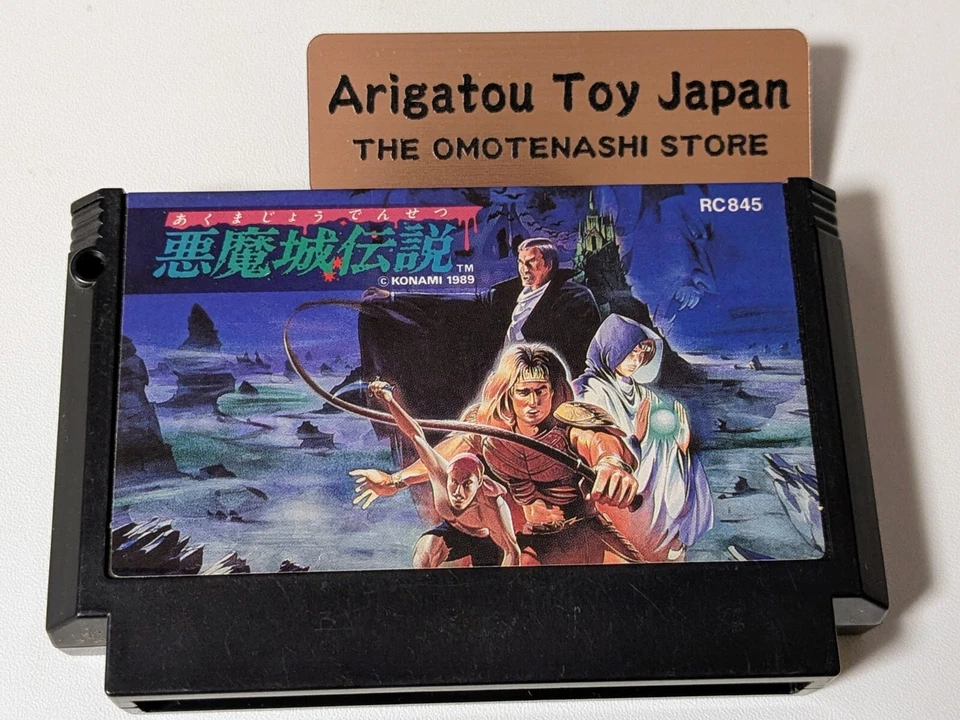 Arigatou Toy Japan
THE OMOTENASHI STORE
RC845
あくまじょう でんせつ
悪魔城伝説 TM
© KONAMI 1989